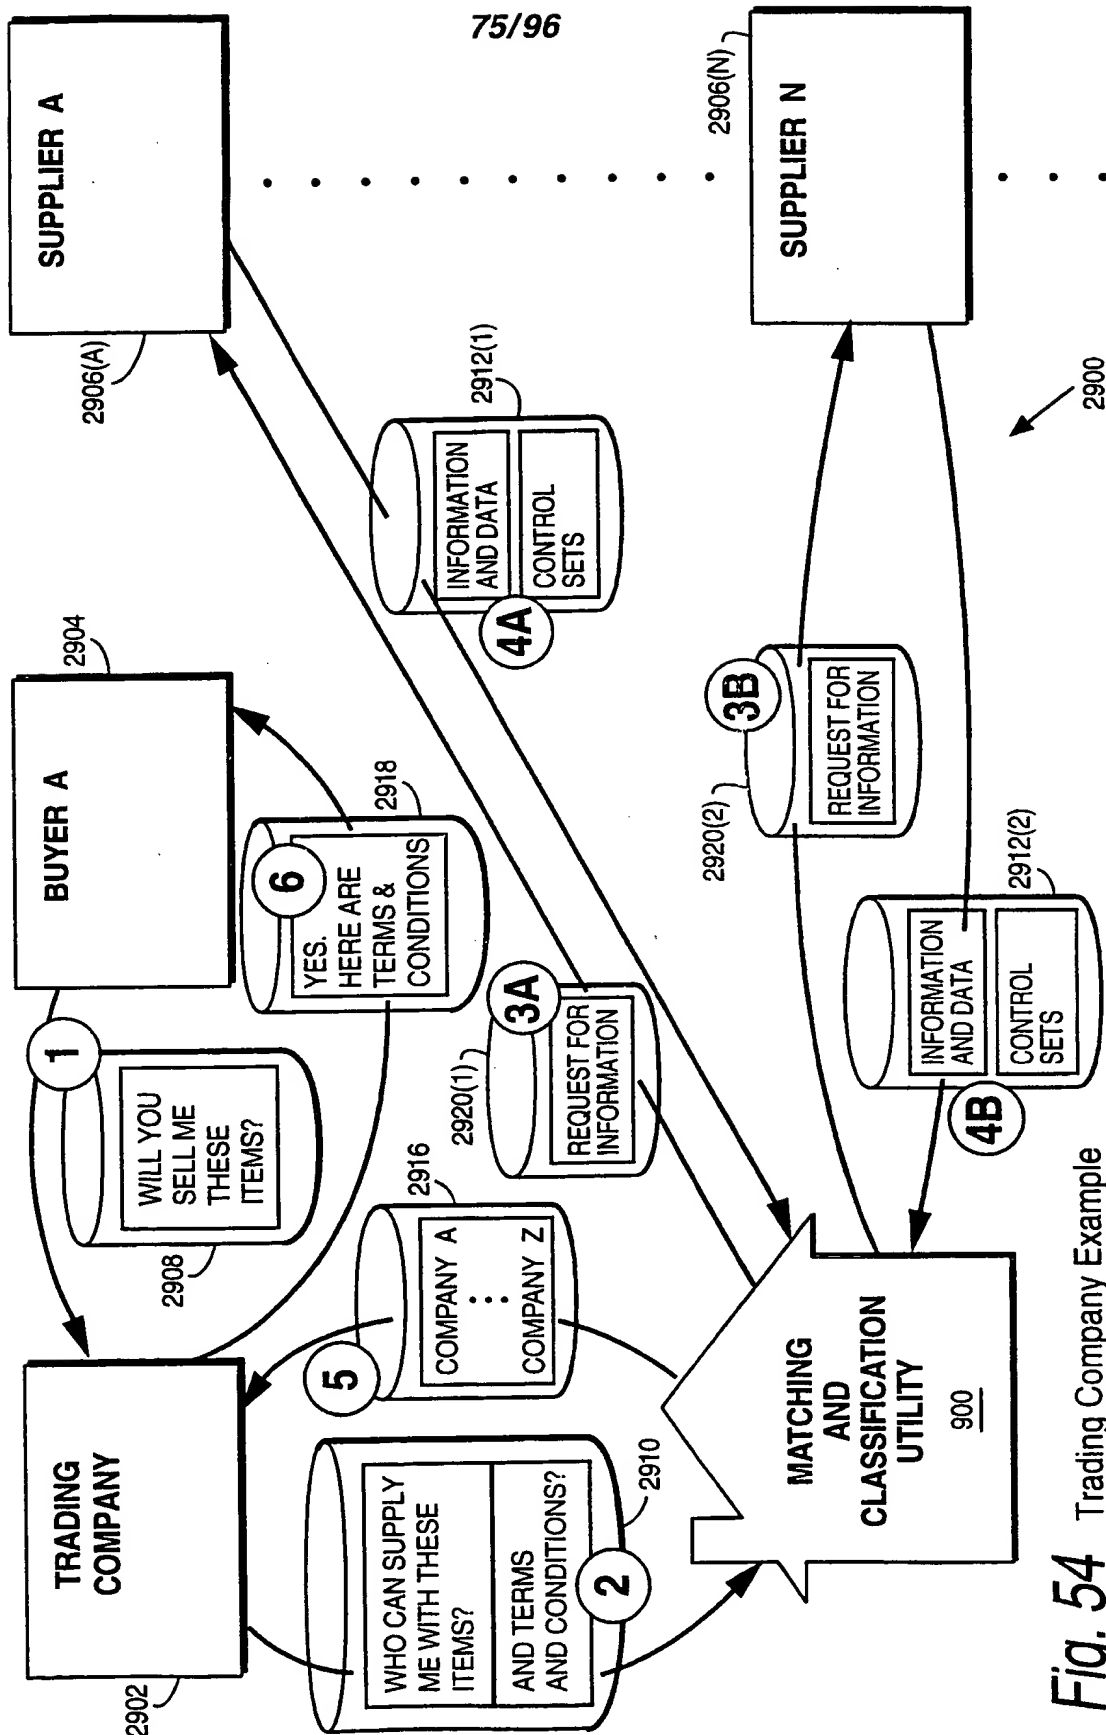 75/96
TRADING
COMPANY
2902
BUYER A
2904
SUPPLIER A
2906(A)
1
WILL YOU
SELL ME
THESE
ITEMS?
2908
6
YES.
HERE ARE
TERMS &
CONDITIONS
2918
2
WHO CAN SUPPLY
ME WITH THESE
ITEMS?
AND TERMS
AND CONDITIONS?
2910
5
COMPANY A
COMPANY Z
2916
3A
REQUEST FOR
INFORMATION
2920(1)
4A
INFORMATION
AND DATA
CONTROL
SETS
2912(1)
MATCHING
AND
CLASSIFICATION
UTILITY
900
3B
REQUEST FOR
INFORMATION
2920(2)
4B
INFORMATION
AND DATA
CONTROL
SETS
2912(2)
SUPPLIER N
2906(N)
2900
Fig. 54 Trading Company Example